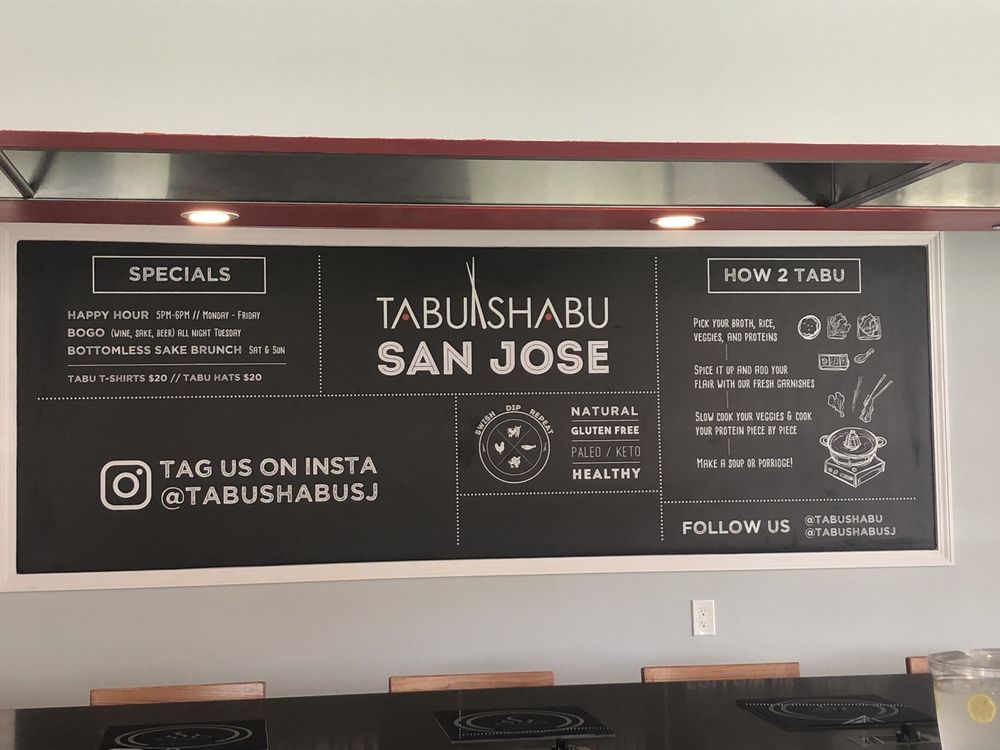 SPECIALS
HAPPY HOUR 5PM-6PM // MONDAY - FRIDAY
BOGO (WINE, SAKE, BEER) ALL NIGHT TUESDAY
BOTTOMLESS SAKE BRUNCH SAT & SUN
TABU T-SHIRTS $20 // TABU HATS $20
TAG US ON INSTA
@TABUSHABUSJ
TABU SHABU
SAN JOSE
SWISH DIP REPEAT
NATURAL
GLUTEN FREE
PALEO / KETO
HEALTHY
HOW 2 TABU
PICK YOUR BROTH, RICE,
VEGGIES, AND PROTEINS
SPICE IT UP AND ADD YOUR
FLAIR WITH OUR FRESH GARNISHES
SLOW COOK YOUR VEGGIES & COOK
YOUR PROTEIN PIECE BY PIECE
MAKE A SOUP OR PORRIDGE!
FOLLOW US
@TABUSHABU
@TABUSHABUSJ